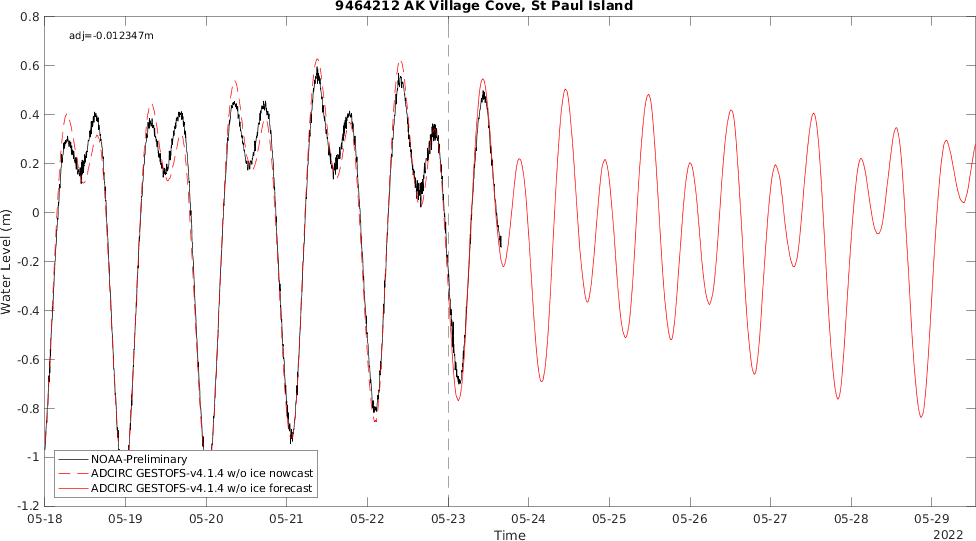 9464212 AK Village Cove, St Paul Island
adj=-0.012347m
0.8
0.6
0.4
0.2
0
-0.2
-0.4
-0.6
-0.8
-1
-1.2
Water Level (m)
NOAA-Preliminary
ADCIRC GESTOFS-v4.1.4 w/o ice nowcast
ADCIRC GESTOFS-v4.1.4 w/o ice forecast
05-18 05-19 05-20 05-21 05-22 05-23 05-24 05-25 05-26 05-27 05-28 05-29
Time
2022